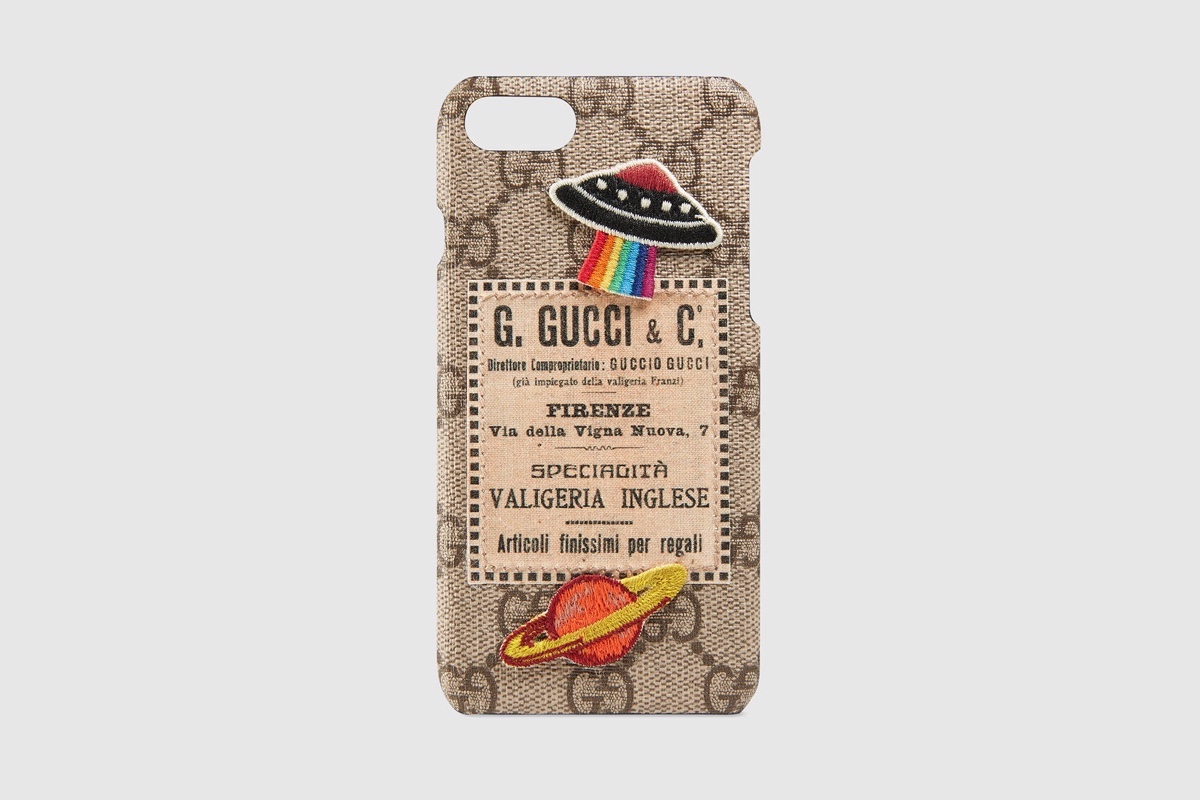 G. GUCCI & C.º
Direttore Comproprietario: GUCCIO GUCCI
(già impiegato della valigeria Franzi)
FIRENZE
Via della Vigna Nuova, 7
SPECIALITÀ
VALIGERIA INGLESE
Articoli finissimi per regali